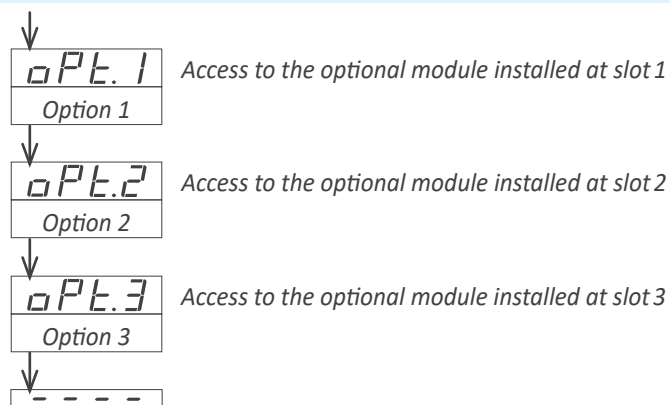 oPt.1
Access to the optional module installed at slot 1
Option 1
oPt.2
Access to the optional module installed at slot 2
Option 2
oPt.3
Access to the optional module installed at slot 3
Option 3